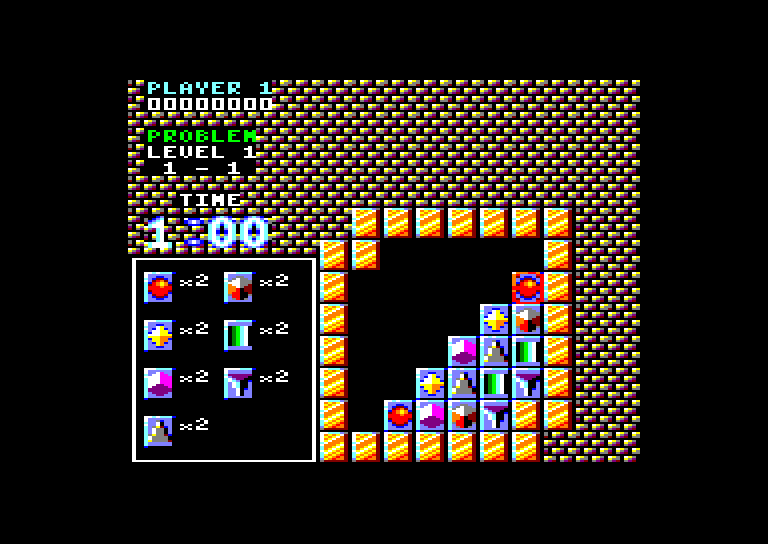 PLAYER 1
00000000
PROBLEM
LEVEL 1
1 - 1
TIME
1:00
×2 ×2
×2 ×2
×2 ×2
×2